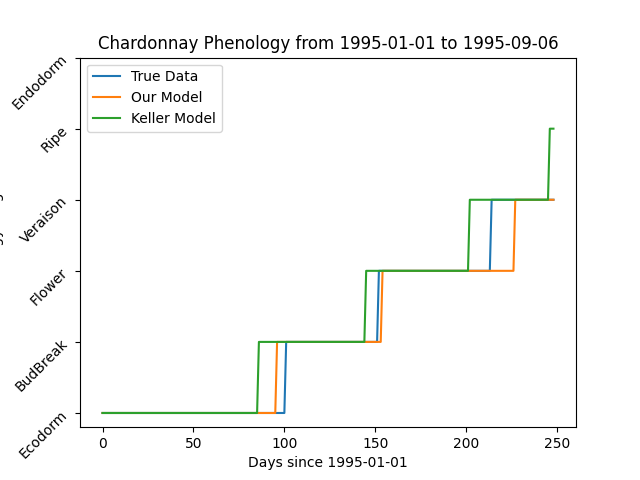 Chardonnay Phenology from 1995-01-01 to 1995-09-06
True Data
Our Model
Keller Model
Endodorm
Ripe
Veraison
Flower
BudBreak
Ecodorm
0 50 100 150 200 250
Days since 1995-01-01